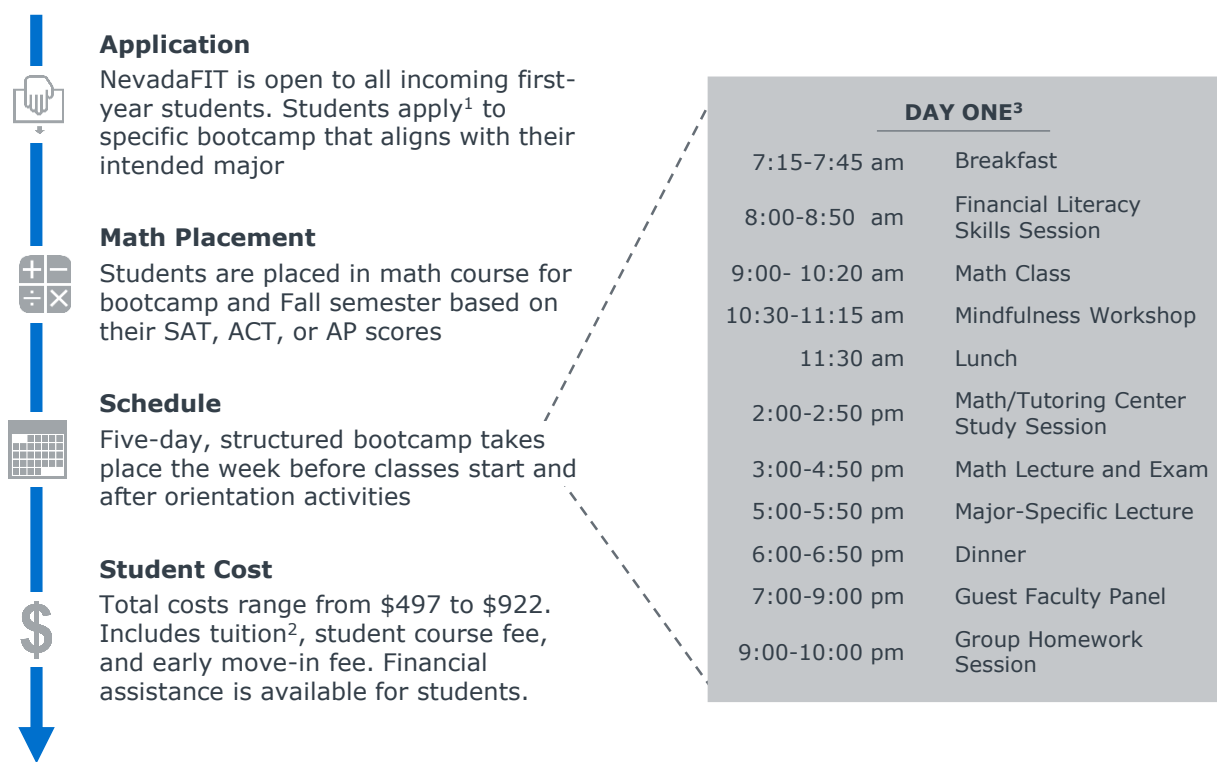 Application
NevadaFIT is open to all incoming first-
year students. Students apply¹ to
specific bootcamp that aligns with their
intended major
Math Placement
Students are placed in math course for
bootcamp and Fall semester based on
their SAT, ACT, or AP scores
Schedule
Five-day, structured bootcamp takes
place the week before classes start and
after orientation activities
Student Cost
Total costs range from $497 to $922.
Includes tuition², student course fee,
and early move-in fee. Financial
assistance is available for students.
DAY ONE³
7:15-7:45 am Breakfast
8:00-8:50 am Financial Literacy
Skills Session
9:00- 10:20 am Math Class
10:30-11:15 am Mindfulness Workshop
11:30 am Lunch
2:00-2:50 pm Math/Tutoring Center
Study Session
3:00-4:50 pm Math Lecture and Exam
5:00-5:50 pm Major-Specific Lecture
6:00-6:50 pm Dinner
7:00-9:00 pm Guest Faculty Panel
9:00-10:00 pm Group Homework
Session